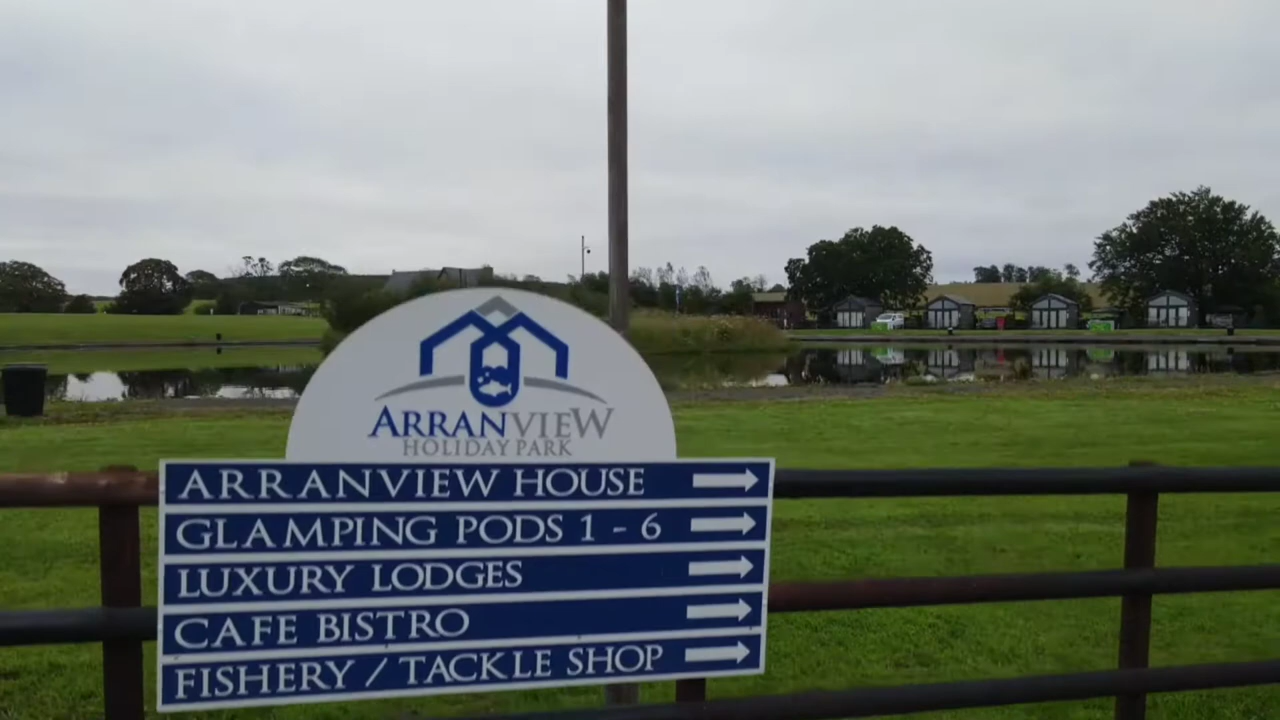 ARRANVIEW
HOLIDAY PARK
ARRANVIEW HOUSE
GLAMPING PODS 1 - 6
LUXURY LODGES
CAFE BISTRO
FISHERY / TACKLE SHOP